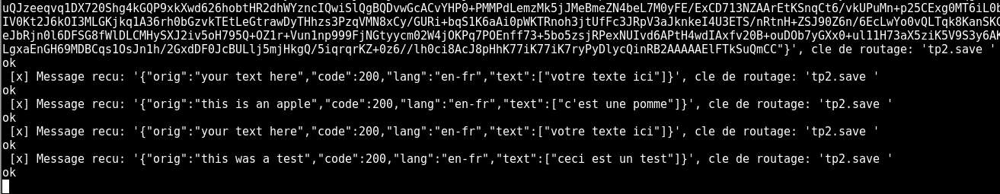 uQJzeeqvq1DX720Shg4kGQP9xkXwd626hobtHR2dhWYzncIQwiSlQgBQDvwGcACvYHP0+PMMPdLemzMk5jJMeBmeZN4beL7M0yFE/ExCD713NZAArEtKSnqCt6/vkUPuMn+p25CExg0MT6iL0b
IV0Kt2J6kOI3MLGKjkq1A36rh0bGzvkTEtLeGtrawDyTHhzs3PzqVMN8xCy/GURi+bqS1K6aAi0pWKTRnoh3jtUfFc3JRpV3aJknkeI4U3ETS/nRtnH+ZSJ90Z6n/6EcLwYo0vQLTqk8KanSKG
eJbRjn0l6DFSG8fWlDLCMHySXJ2iv5oH795Q+OZ1r+Vun1np999FjNGtyycm02W4jOKPq7POEnff73+5bo5zsjRPexNUIvd6APtH4wdIAxfv20B+ouDOb7yGXx0+ul11H73aX5ziK5V9S3y6AK
LgxaEnGH69MDBCqs1OsJn1h/2GxdDF0JcBULlj5mjHkgQ/5iqrqrKZ+0z6//lh0ci8AcJ8pHhK77iK77iK7ryPyDlycQinRB2AAAAAElFTkSuQmCC"}', cle de routage: 'tp2.save '
ok
[x] Message recu: '{"orig":"your text here","code":200,"lang":"en-fr","text":["votre texte ici"]}', cle de routage: 'tp2.save '
ok
[x] Message recu: '{"orig":"this is an apple","code":200,"lang":"en-fr","text":["c'est une pomme"]}', cle de routage: 'tp2.save '
ok
[x] Message recu: '{"orig":"your text here","code":200,"lang":"en-fr","text":["votre texte ici"]}', cle de routage: 'tp2.save '
ok
[x] Message recu: '{"orig":"this was a test","code":200,"lang":"en-fr","text":["ceci est un test"]}', cle de routage: 'tp2.save '
ok